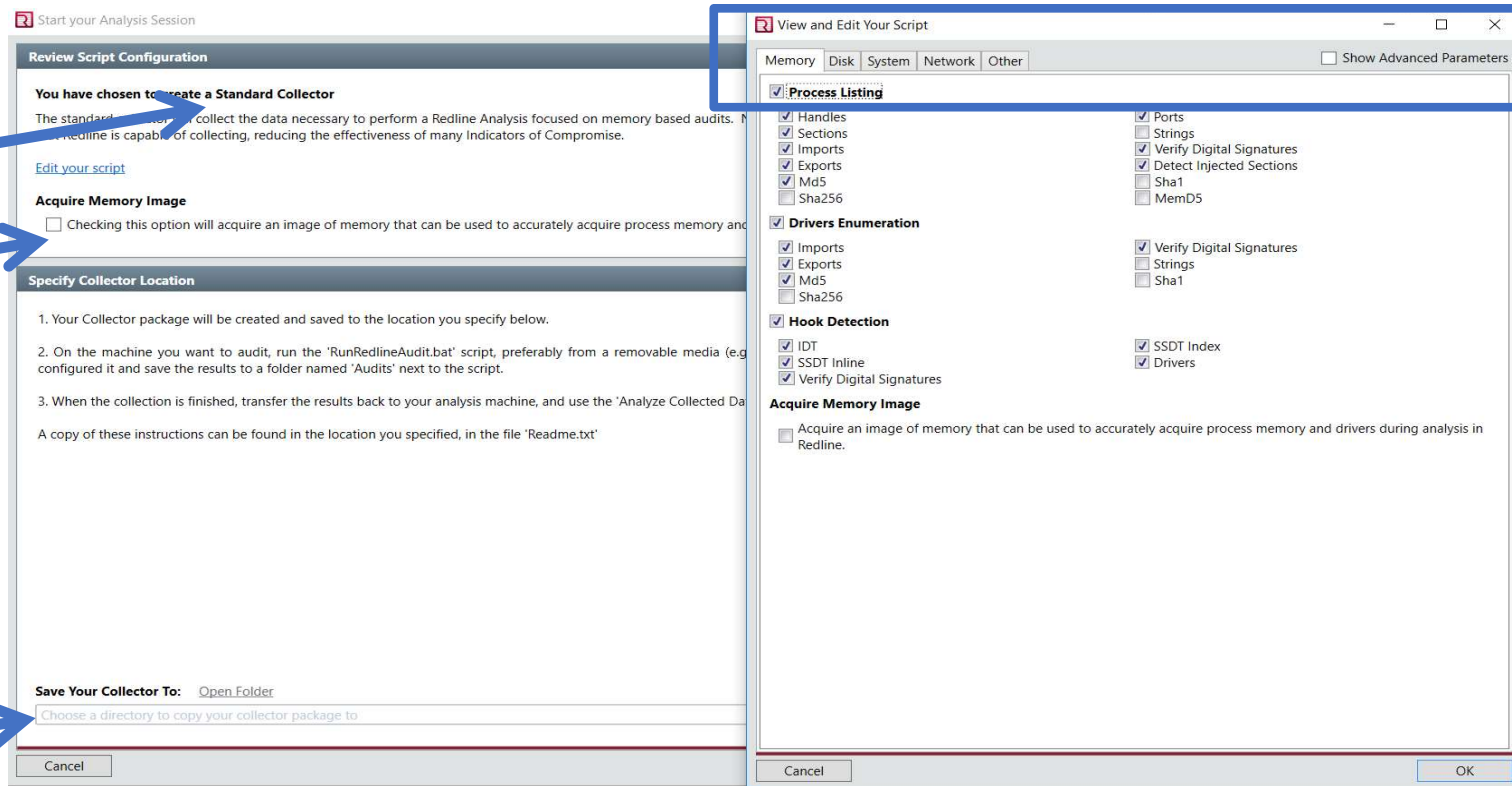 Start your Analysis Session
Review Script Configuration
You have chosen to create a Standard Collector
The standard collect the data necessary to perform a Redline Analysis focused on memory based audits.
Redline is capable of collecting, reducing the effectiveness of many Indicators of Compromise.
Edit your script
Acquire Memory Image
Checking this option will acquire an image of memory that can be used to accurately acquire process memory and
Specify Collector Location
1. Your Collector package will be created and saved to the location you specify below.
2. On the machine you want to audit, run the 'RunRedlineAudit.bat' script, preferably from a removable media (e.g
configured it and save the results to a folder named 'Audits' next to the script.
3. When the collection is finished, transfer the results back to your analysis machine, and use the 'Analyze Collected Da
A copy of these instructions can be found in the location you specified, in the file 'Readme.txt'
Save Your Collector To: Open Folder
Choose a directory to copy your collector package to
Cancel
View and Edit Your Script
Memory Disk System Network Other
Show Advanced Parameters
Process Listing
Handles
Sections
Imports
Exports
Md5
Sha256
Ports
Strings
Verify Digital Signatures
Detect Injected Sections
Sha1
MemD5
Drivers Enumeration
Imports
Exports
Md5
Sha256
Verify Digital Signatures
Strings
Sha1
Hook Detection
IDT
SSDT Inline
Verify Digital Signatures
SSDT Index
Drivers
Acquire Memory Image
Acquire an image of memory that can be used to accurately acquire process memory and drivers during analysis in
Redline.
Cancel
OK